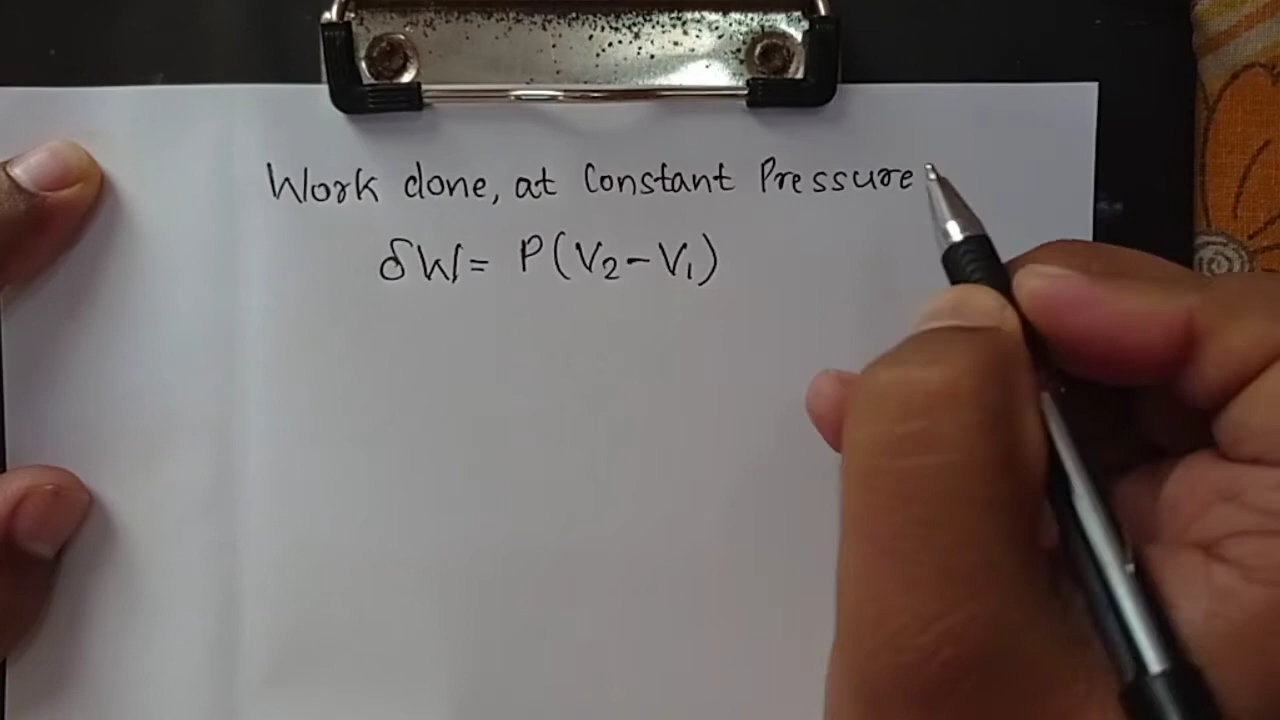 Work done, at Constant Pressure
δW = P(V₂-V₁)